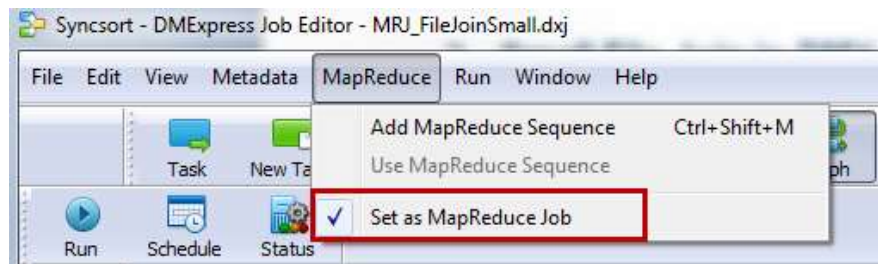 Syncsort - DMExpress Job Editor - MRJ_FileJoinSmall.dxj
File Edit View Metadata MapReduce Run Window Help
Add MapReduce Sequence Ctrl+Shift+M
Use MapReduce Sequence
Set as MapReduce Job
Task New Ta ph
Run Schedule Status